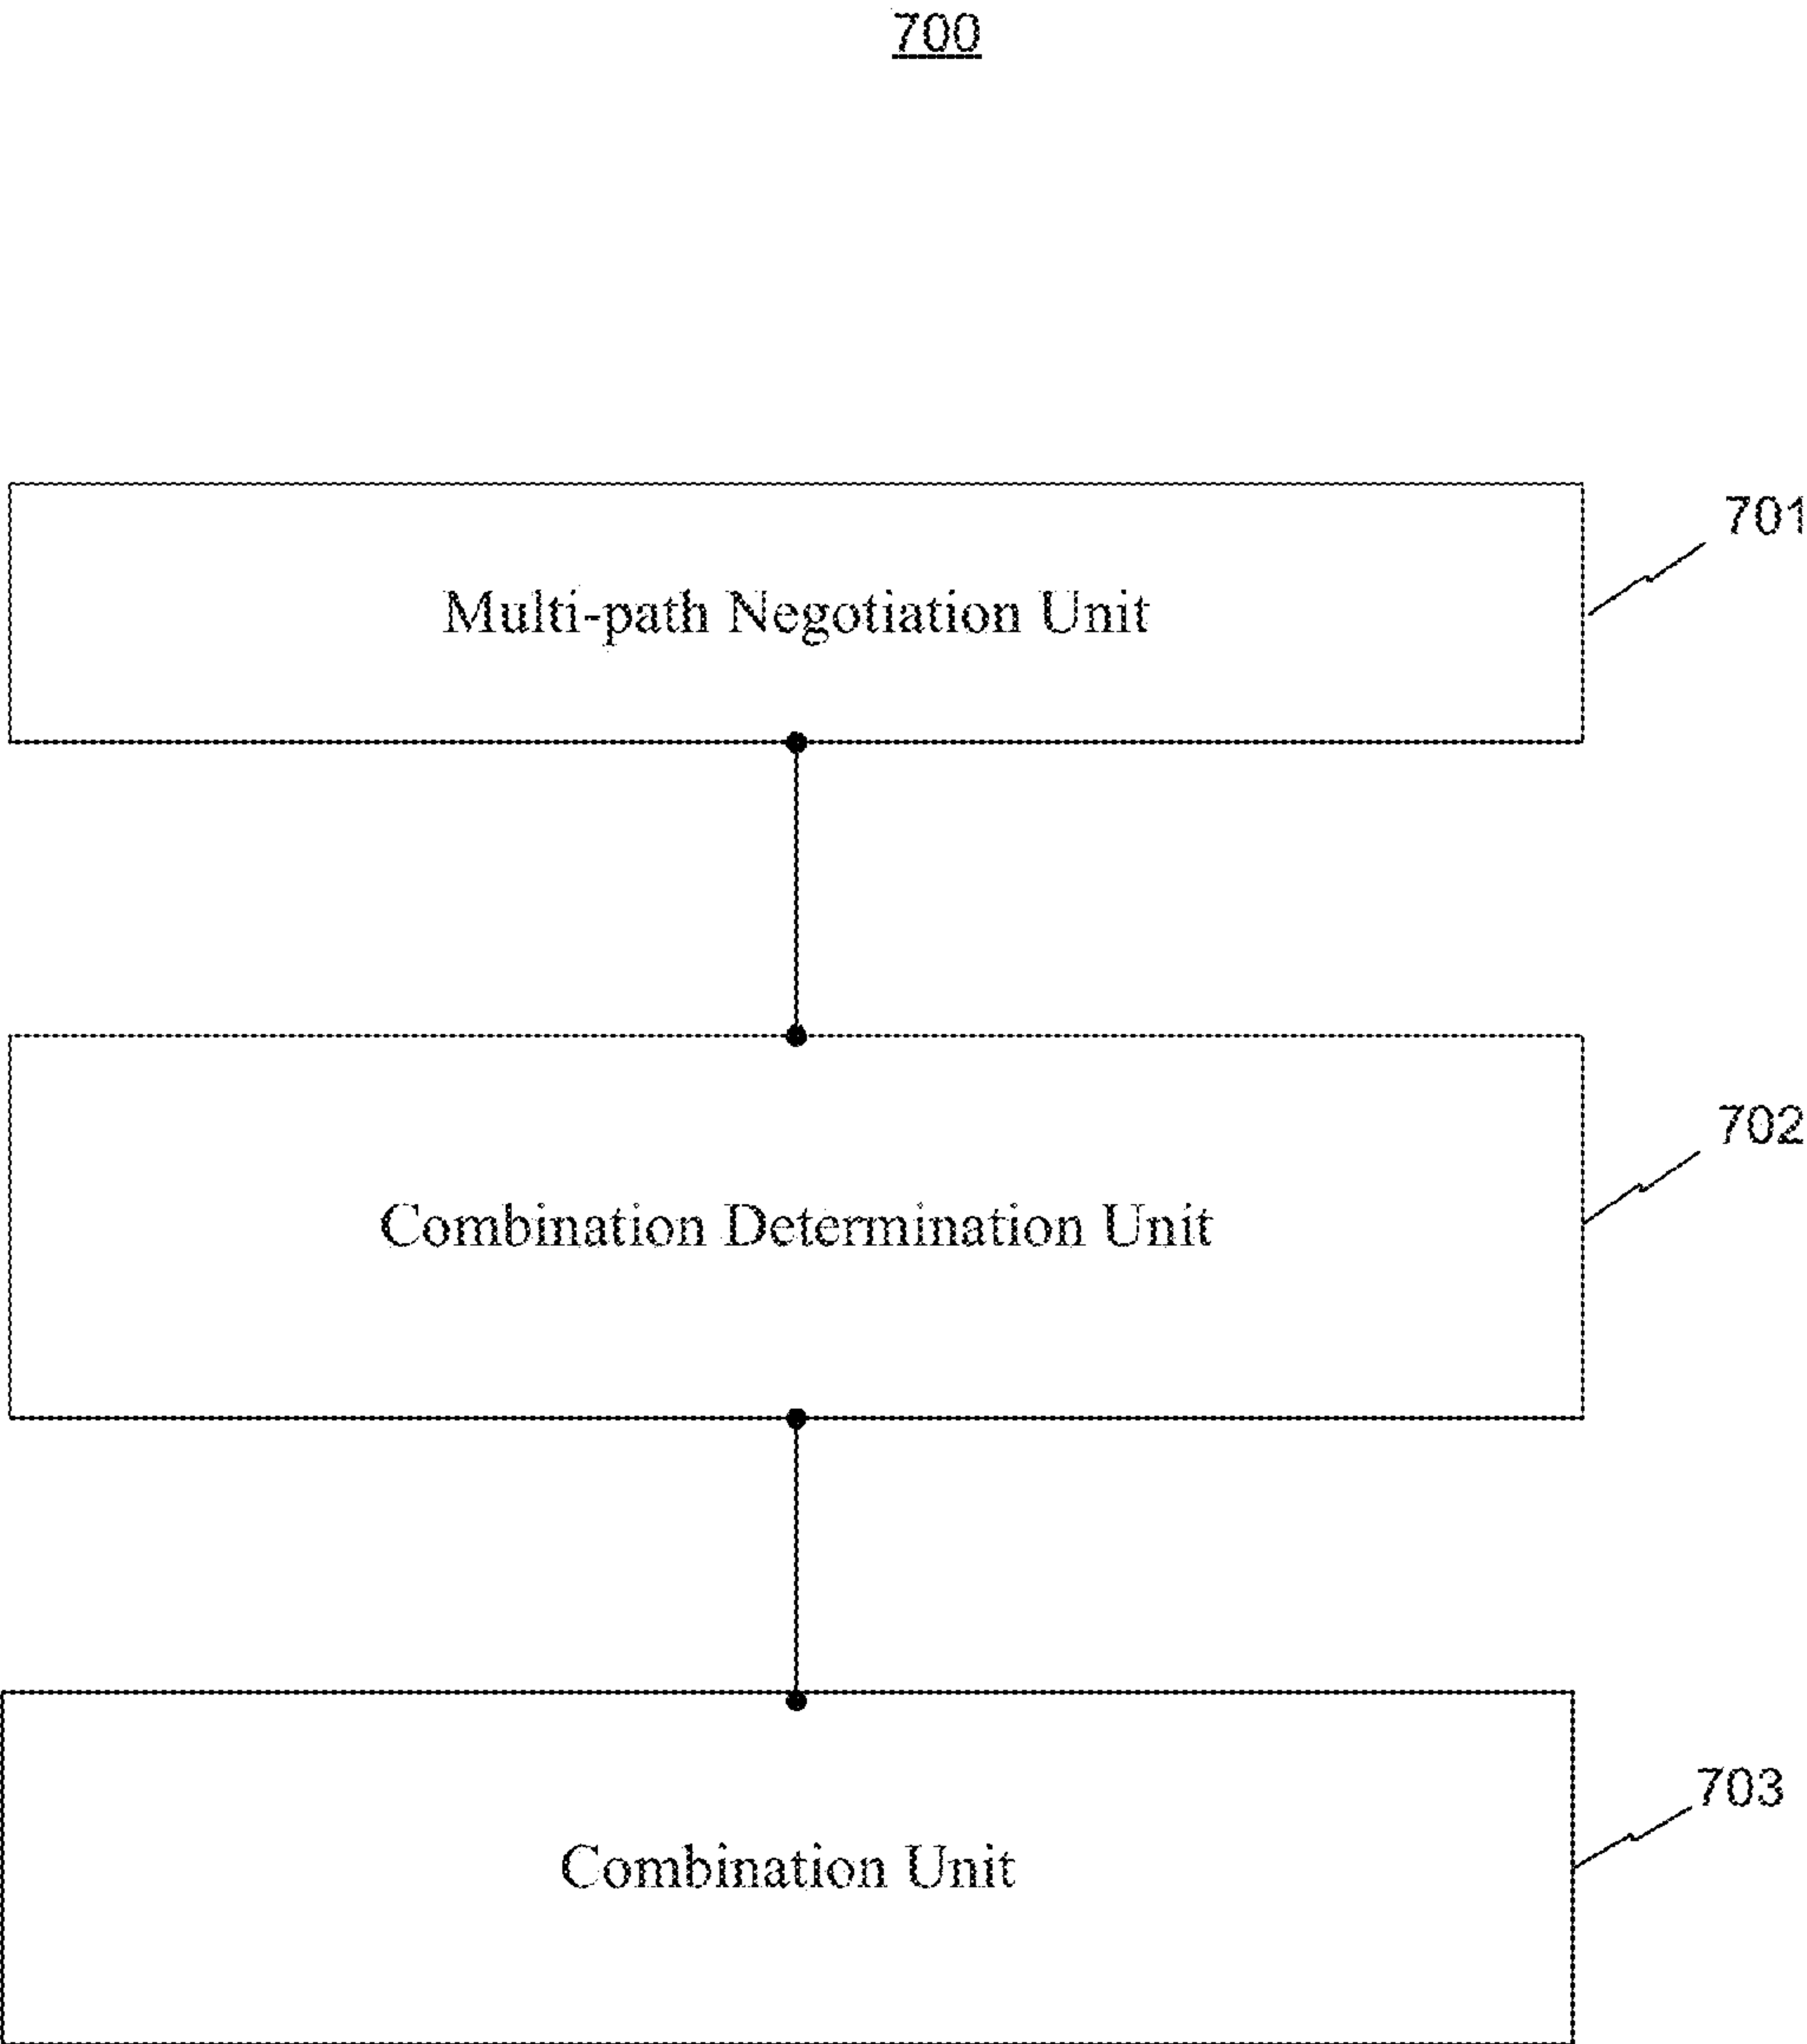 700
701
Multi-path Negotiation Unit
702
Combination Determination Unit
703
Combination Unit